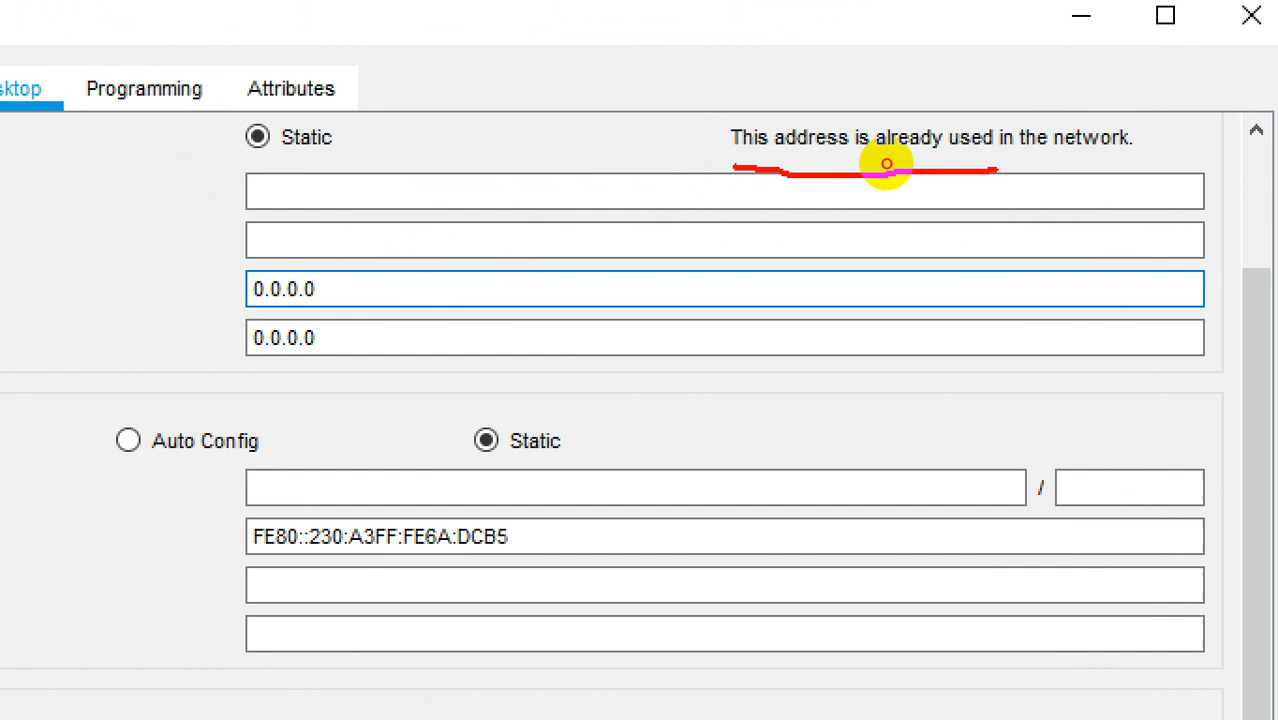 sktop Programming Attributes
Static This address is already used in the network.
0.0.0.0
0.0.0.0
Auto Config Static
/
FE80::230:A3FF:FE6A:DCB5